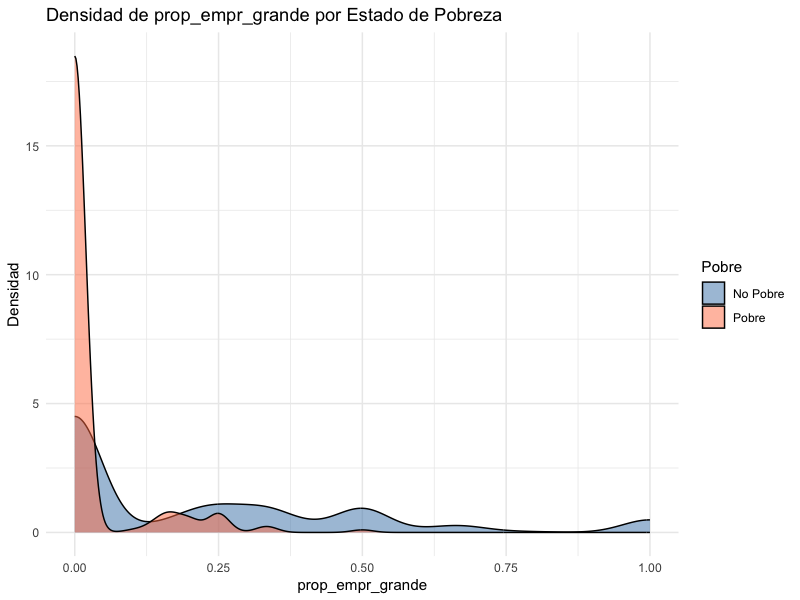 Densidad de prop_empr_grande por Estado de Pobreza
15
10
5
0
Densidad
0.00 0.25 0.50 0.75 1.00
prop_empr_grande
Pobre
No Pobre
Pobre